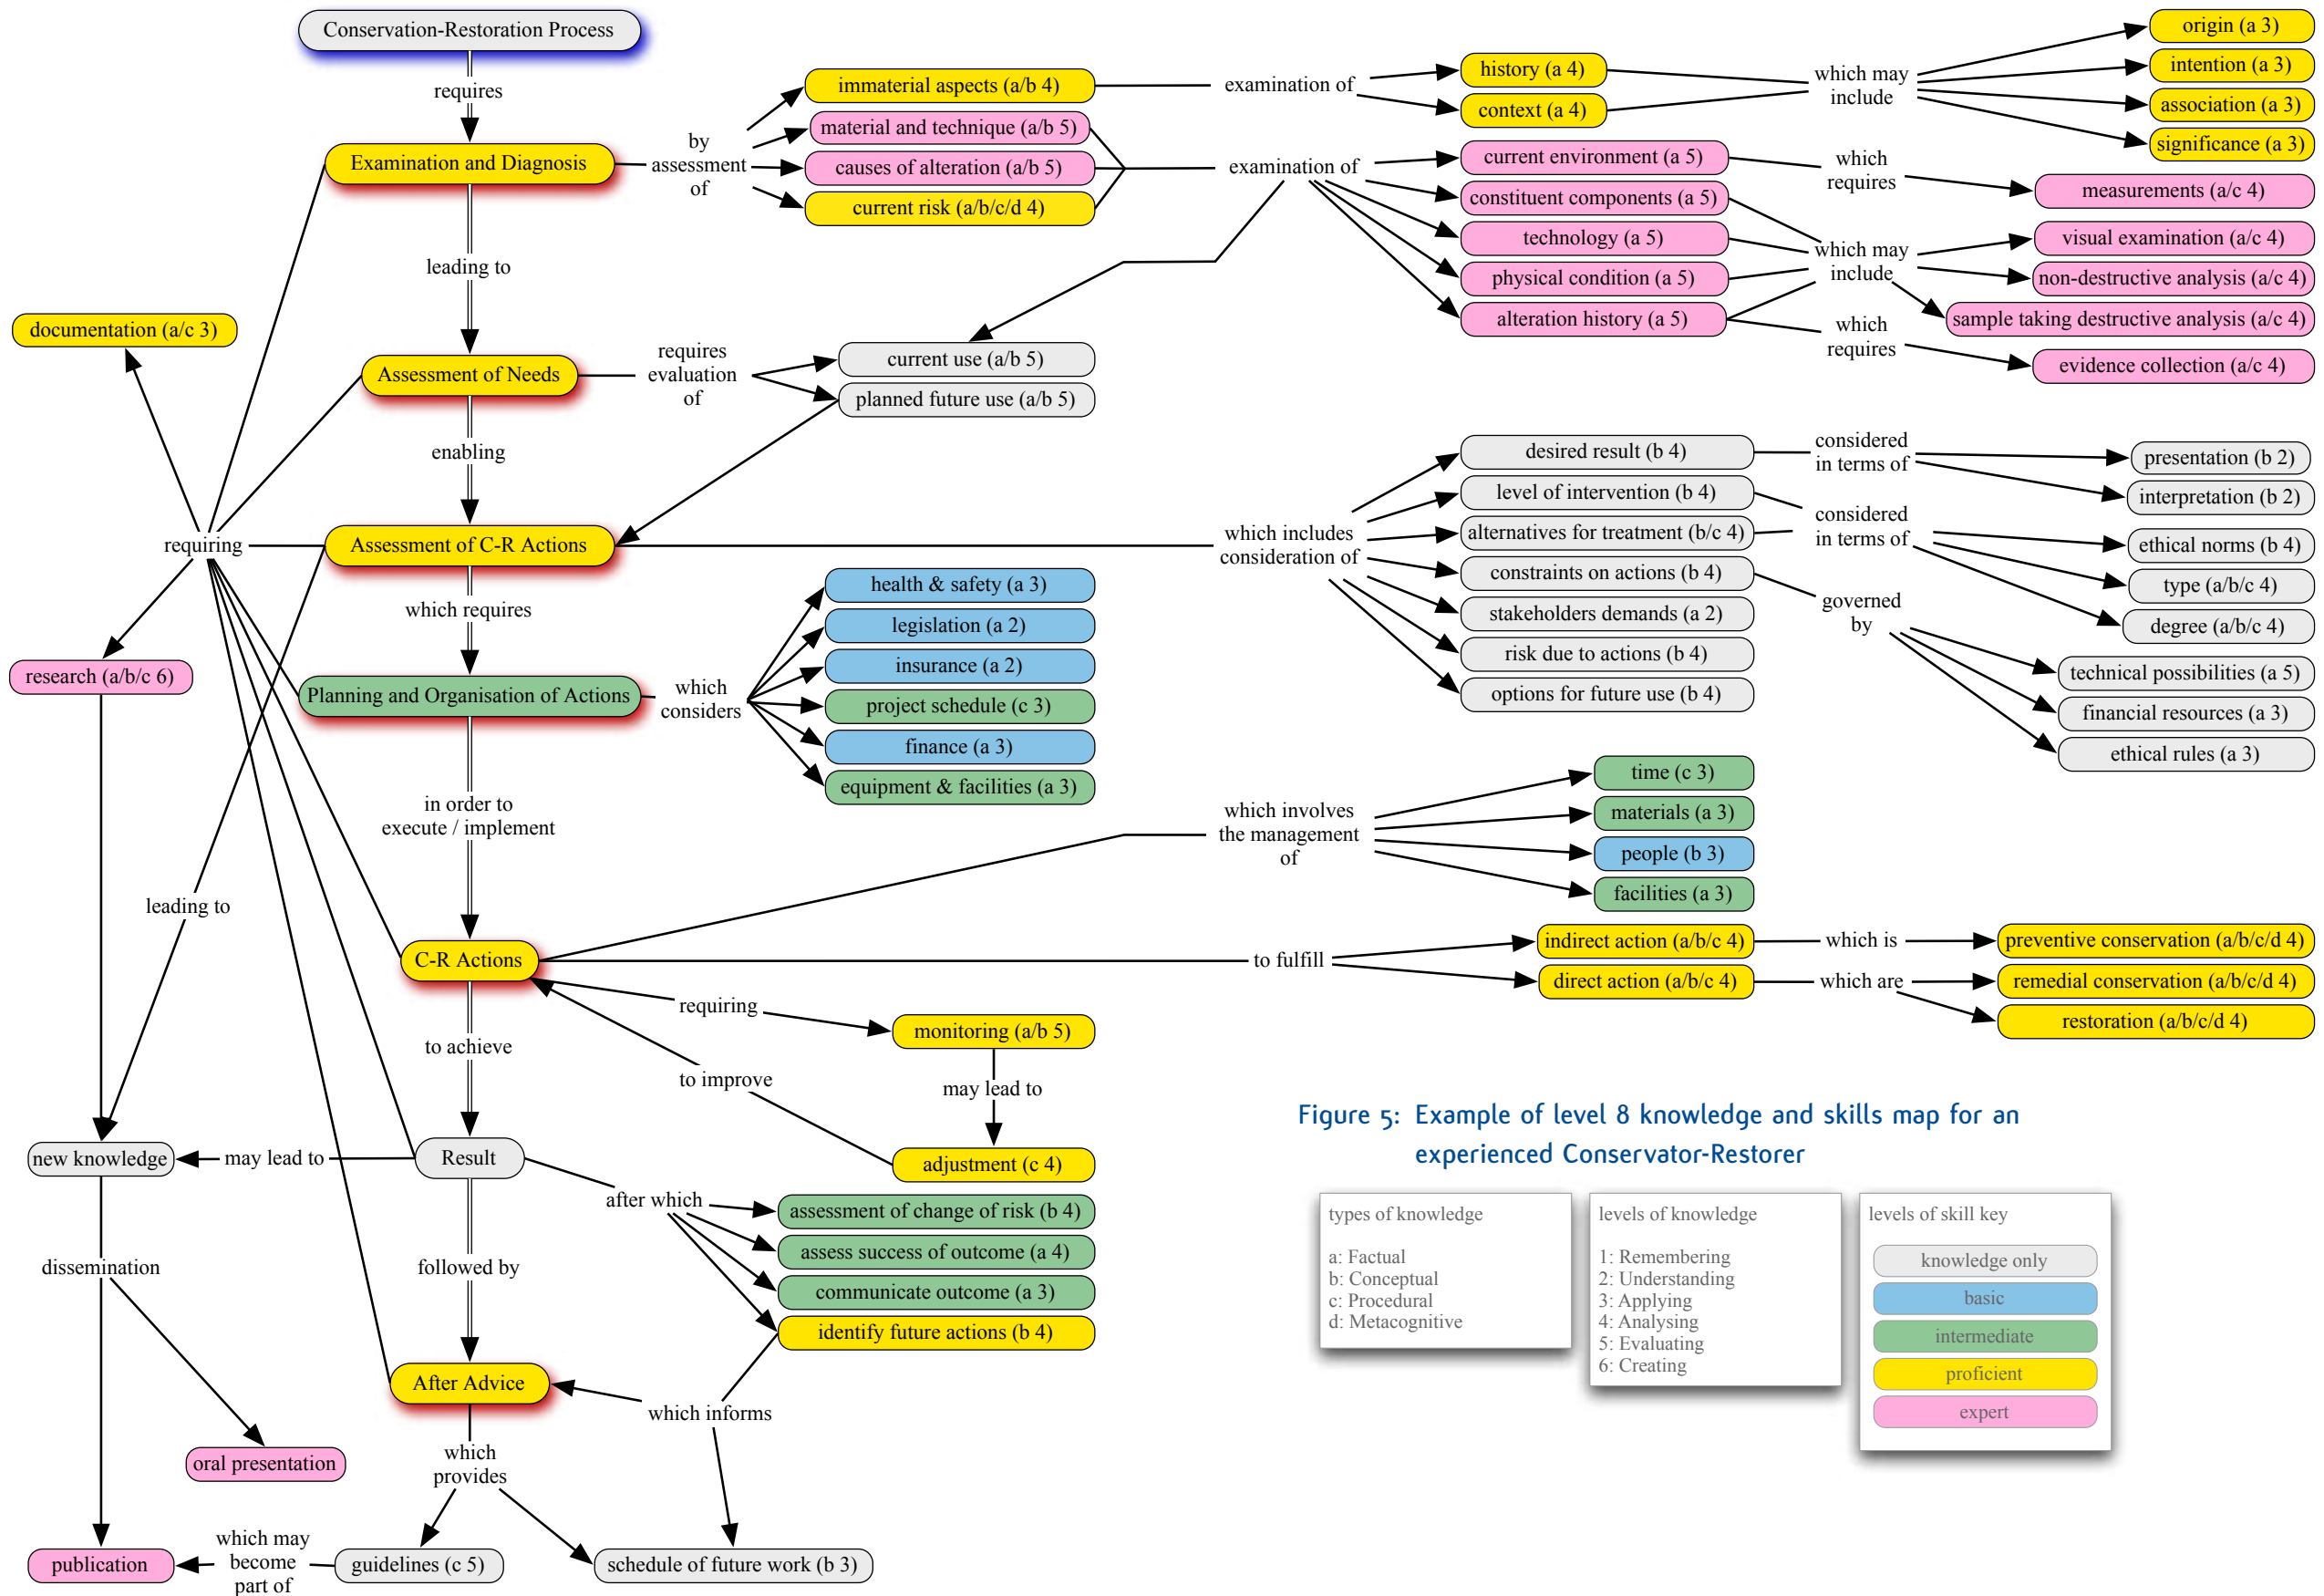 Conservation-Restoration Process
requires
Examination and Diagnosis
by
assessment
of
immaterial aspects (a/b 4)
material and technique (a/b 5)
causes of alteration (a/b 5)
current risk (a/b/c/d 4)
examination of
history (a 4)
context (a 4)
which may
include
origin (a 3)
intention (a 3)
association (a 3)
significance (a 3)
examination of
current environment (a 5)
constituent components (a 5)
technology (a 5)
physical condition (a 5)
alteration history (a 5)
which
requires
measurements (a/c 4)
which may
include
visual examination (a/c 4)
non-destructive analysis (a/c 4)
sample taking destructive analysis (a/c 4)
which
requires
evidence collection (a/c 4)
leading to
documentation (a/c 3)
Assessment of Needs
requires
evaluation
of
current use (a/b 5)
planned future use (a/b 5)
enabling
requiring
Assessment of C-R Actions
which includes
consideration of
desired result (b 4)
level of intervention (b 4)
alternatives for treatment (b/c 4)
constraints on actions (b 4)
stakeholders demands (a 2)
risk due to actions (b 4)
options for future use (b 4)
considered
in terms of
presentation (b 2)
interpretation (b 2)
considered
in terms of
ethical norms (b 4)
type (a/b/c 4)
degree (a/b/c 4)
governed
by
technical possibilities (a 5)
financial resources (a 3)
ethical rules (a 3)
which requires
research (a/b/c 6)
Planning and Organisation of Actions
which
considers
health & safety (a 3)
legislation (a 2)
insurance (a 2)
project schedule (c 3)
finance (a 3)
equipment & facilities (a 3)
in order to
execute / implement
leading to
which involves
the management
of
time (c 3)
materials (a 3)
people (b 3)
facilities (a 3)
C-R Actions
to fulfill
indirect action (a/b/c 4)
direct action (a/b/c 4)
which is
preventive conservation (a/b/c/d 4)
which are
remedial conservation (a/b/c/d 4)
restoration (a/b/c/d 4)
requiring
monitoring (a/b 5)
to achieve
to improve
may lead to
adjustment (c 4)
new knowledge
may lead to
Result
after which
assessment of change of risk (b 4)
assess success of outcome (a 4)
communicate outcome (a 3)
identify future actions (b 4)
dissemination
followed by
After Advice
which informs
oral presentation
which
provides
publication
which may
become
part of
guidelines (c 5)
schedule of future work (b 3)
Figure 5: Example of level 8 knowledge and skills map for an
experienced Conservator-Restorer
types of knowledge
a: Factual
b: Conceptual
c: Procedural
d: Metacognitive
levels of knowledge
1: Remembering
2: Understanding
3: Applying
4: Analysing
5: Evaluating
6: Creating
levels of skill key
knowledge only
basic
intermediate
proficient
expert